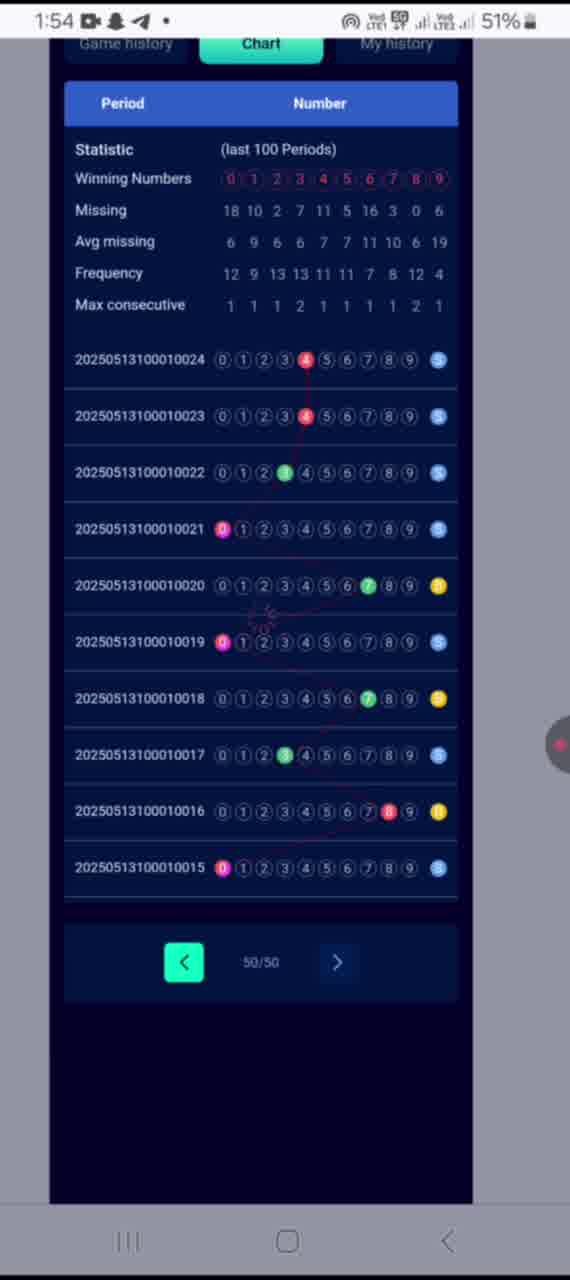 1:54 51%
Game history Chart My history
Period Number
Statistic (last 100 Periods)
Winning Numbers 0 1 2 3 4 5 6 7 8 9
Missing 18 10 2 7 11 5 16 3 0 6
Avg missing 6 9 6 6 7 7 11 10 6 19
Frequency 12 9 13 13 11 11 7 8 12 4
Max consecutive 1 1 1 2 1 1 1 1 2 1
20250513100010024 0 1 2 3 4 5 6 7 8 9 S
20250513100010023 0 1 2 3 4 5 6 7 8 9 S
20250513100010022 0 1 2 3 4 5 6 7 8 9 S
20250513100010021 0 1 2 3 4 5 6 7 8 9 S
20250513100010020 0 1 2 3 4 5 6 7 8 9 B
20250513100010019 0 1 2 3 4 5 6 7 8 9 S
20250513100010018 0 1 2 3 4 5 6 7 8 9 B
20250513100010017 0 1 2 3 4 5 6 7 8 9 S
20250513100010016 0 1 2 3 4 5 6 7 8 9 B
20250513100010015 0 1 2 3 4 5 6 7 8 9 S
50/50